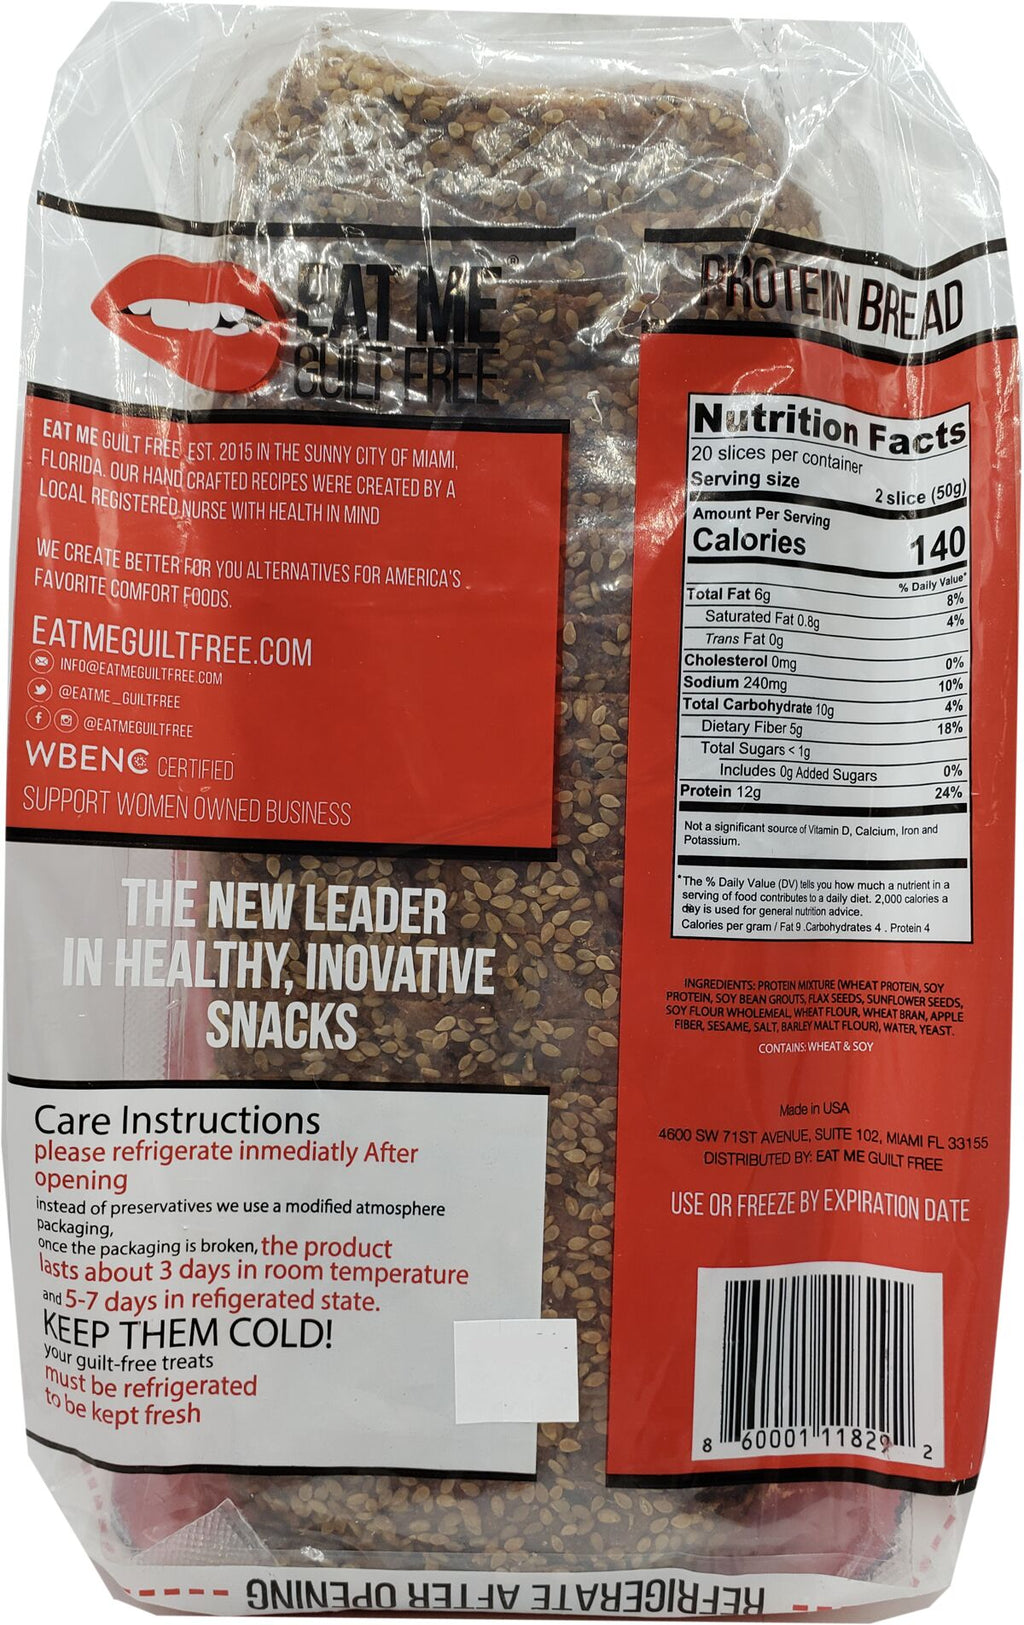 EAT ME®
GUILT FREE
EAT ME GUILT FREE EST. 2015 IN THE SUNNY CITY OF MIAMI,
FLORIDA. OUR HAND CRAFTED RECIPES WERE CREATED BY A
LOCAL REGISTERED NURSE WITH HEALTH IN MIND
WE CREATE BETTER FOR YOU ALTERNATIVES FOR AMERICA'S
FAVORITE COMFORT FOODS.
EATMEGUILTFREE.COM
INFO@EATMEGUILTFREE.COM
@EATME_GUILTFREE
@EATMEGUILTFREE
WBENC CERTIFIED
SUPPORT WOMEN OWNED BUSINESS
THE NEW LEADER
IN HEALTHY, INOVATIVE
SNACKS
Care Instructions
please refrigerate inmediatly After
opening
instead of preservatives we use a modified atmosphere
packaging,
once the packaging is broken, the product
lasts about 3 days in room temperature
and 5-7 days in refigerated state.
KEEP THEM COLD!
your guilt-free treats
must be refrigerated
to be kept fresh
PROTEIN BREAD
Nutrition Facts
20 slices per container
Serving size 2 slice (50g)
Amount Per Serving
Calories 140
% Daily Value*
Total Fat 6g 8%
Saturated Fat 0.8g 4%
Trans Fat 0g
Cholesterol 0mg 0%
Sodium 240mg 10%
Total Carbohydrate 10g 4%
Dietary Fiber 5g 18%
Total Sugars < 1g
Includes 0g Added Sugars 0%
Protein 12g 24%
Not a significant source of Vitamin D, Calcium, Iron and
Potassium.
*The % Daily Value (DV) tells you how much a nutrient in a
serving of food contributes to a daily diet. 2,000 calories a
day is used for general nutrition advice.
Calories per gram / Fat 9 . Carbohydrates 4 . Protein 4
INGREDIENTS: PROTEIN MIXTURE (WHEAT PROTEIN, SOY
PROTEIN, SOY BEAN GROUTS, FLAX SEEDS, SUNFLOWER SEEDS,
SOY FLOUR WHOLEMEAL, WHEAT FLOUR, WHEAT BRAN, APPLE
FIBER, SESAME, SALT, BARLEY MALT FLOUR), WATER, YEAST.
CONTAINS: WHEAT & SOY
Made in USA
4600 SW 71ST AVENUE, SUITE 102, MIAMI FL 33155
DISTRIBUTED BY: EAT ME GUILT FREE
USE OR FREEZE BY EXPIRATION DATE
8 60001 11829 2
REFRIGERATE AFTER OPENING